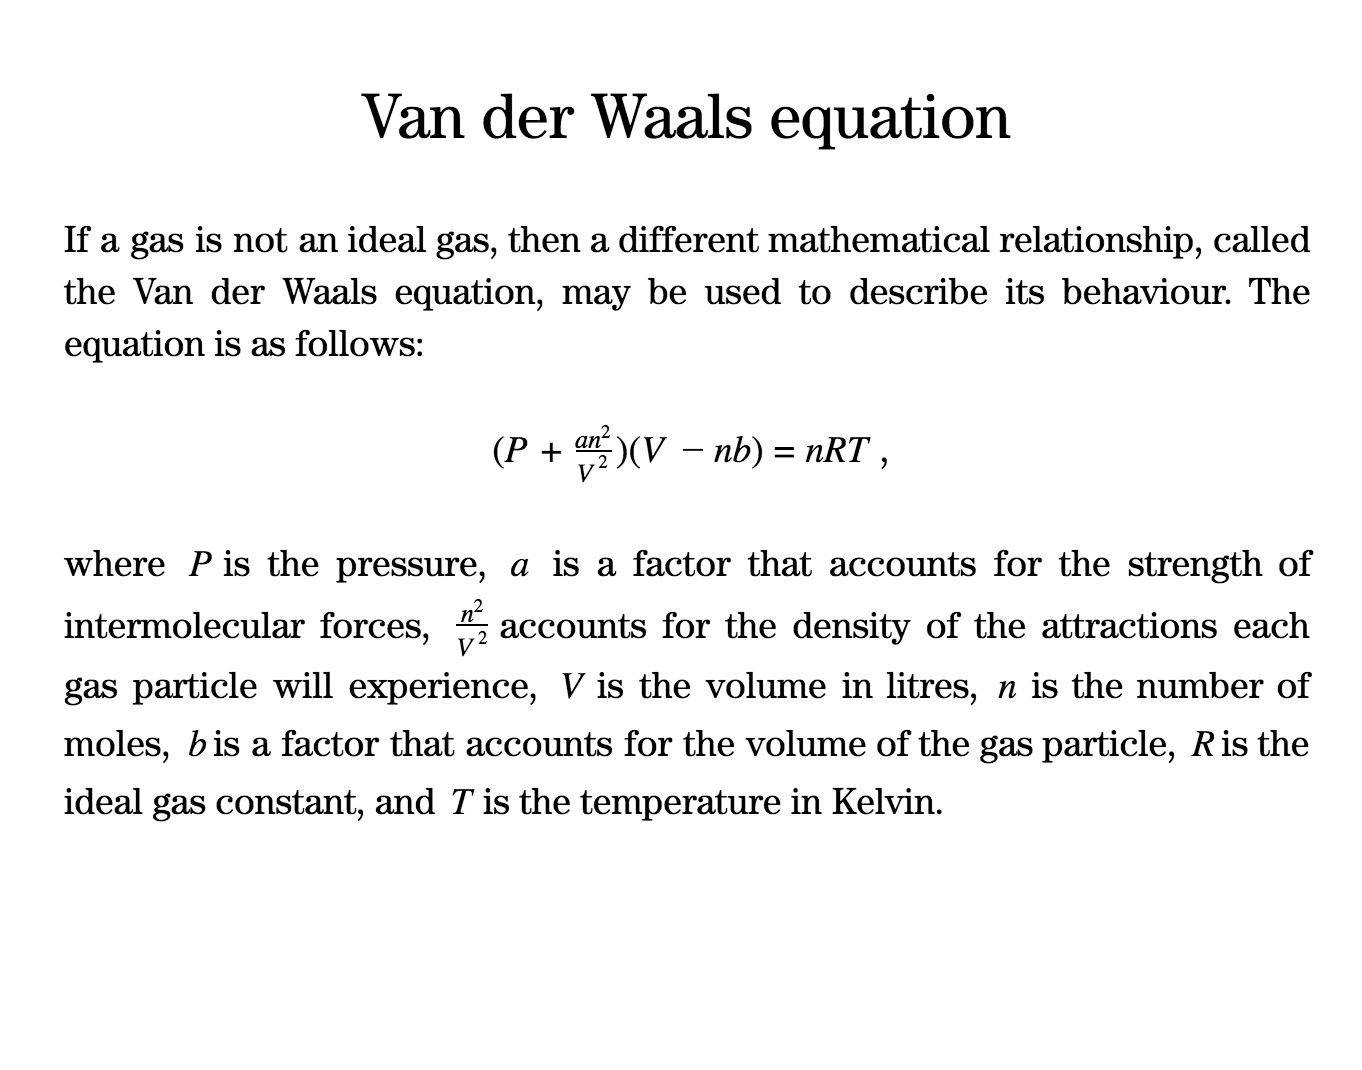 Van der Waals equation
If a gas is not an ideal gas, then a different mathematical relationship, called
the Van der Waals equation, may be used to describe its behaviour. The
equation is as follows:
(P + \frac{an^2}{V^2})(V − nb) = nRT ,
where P is the pressure, a is a factor that accounts for the strength of
intermolecular forces, \frac{n^2}{V^2} accounts for the density of the attractions each
gas particle will experience, V is the volume in litres, n is the number of
moles, b is a factor that accounts for the volume of the gas particle, R is the
ideal gas constant, and T is the temperature in Kelvin.